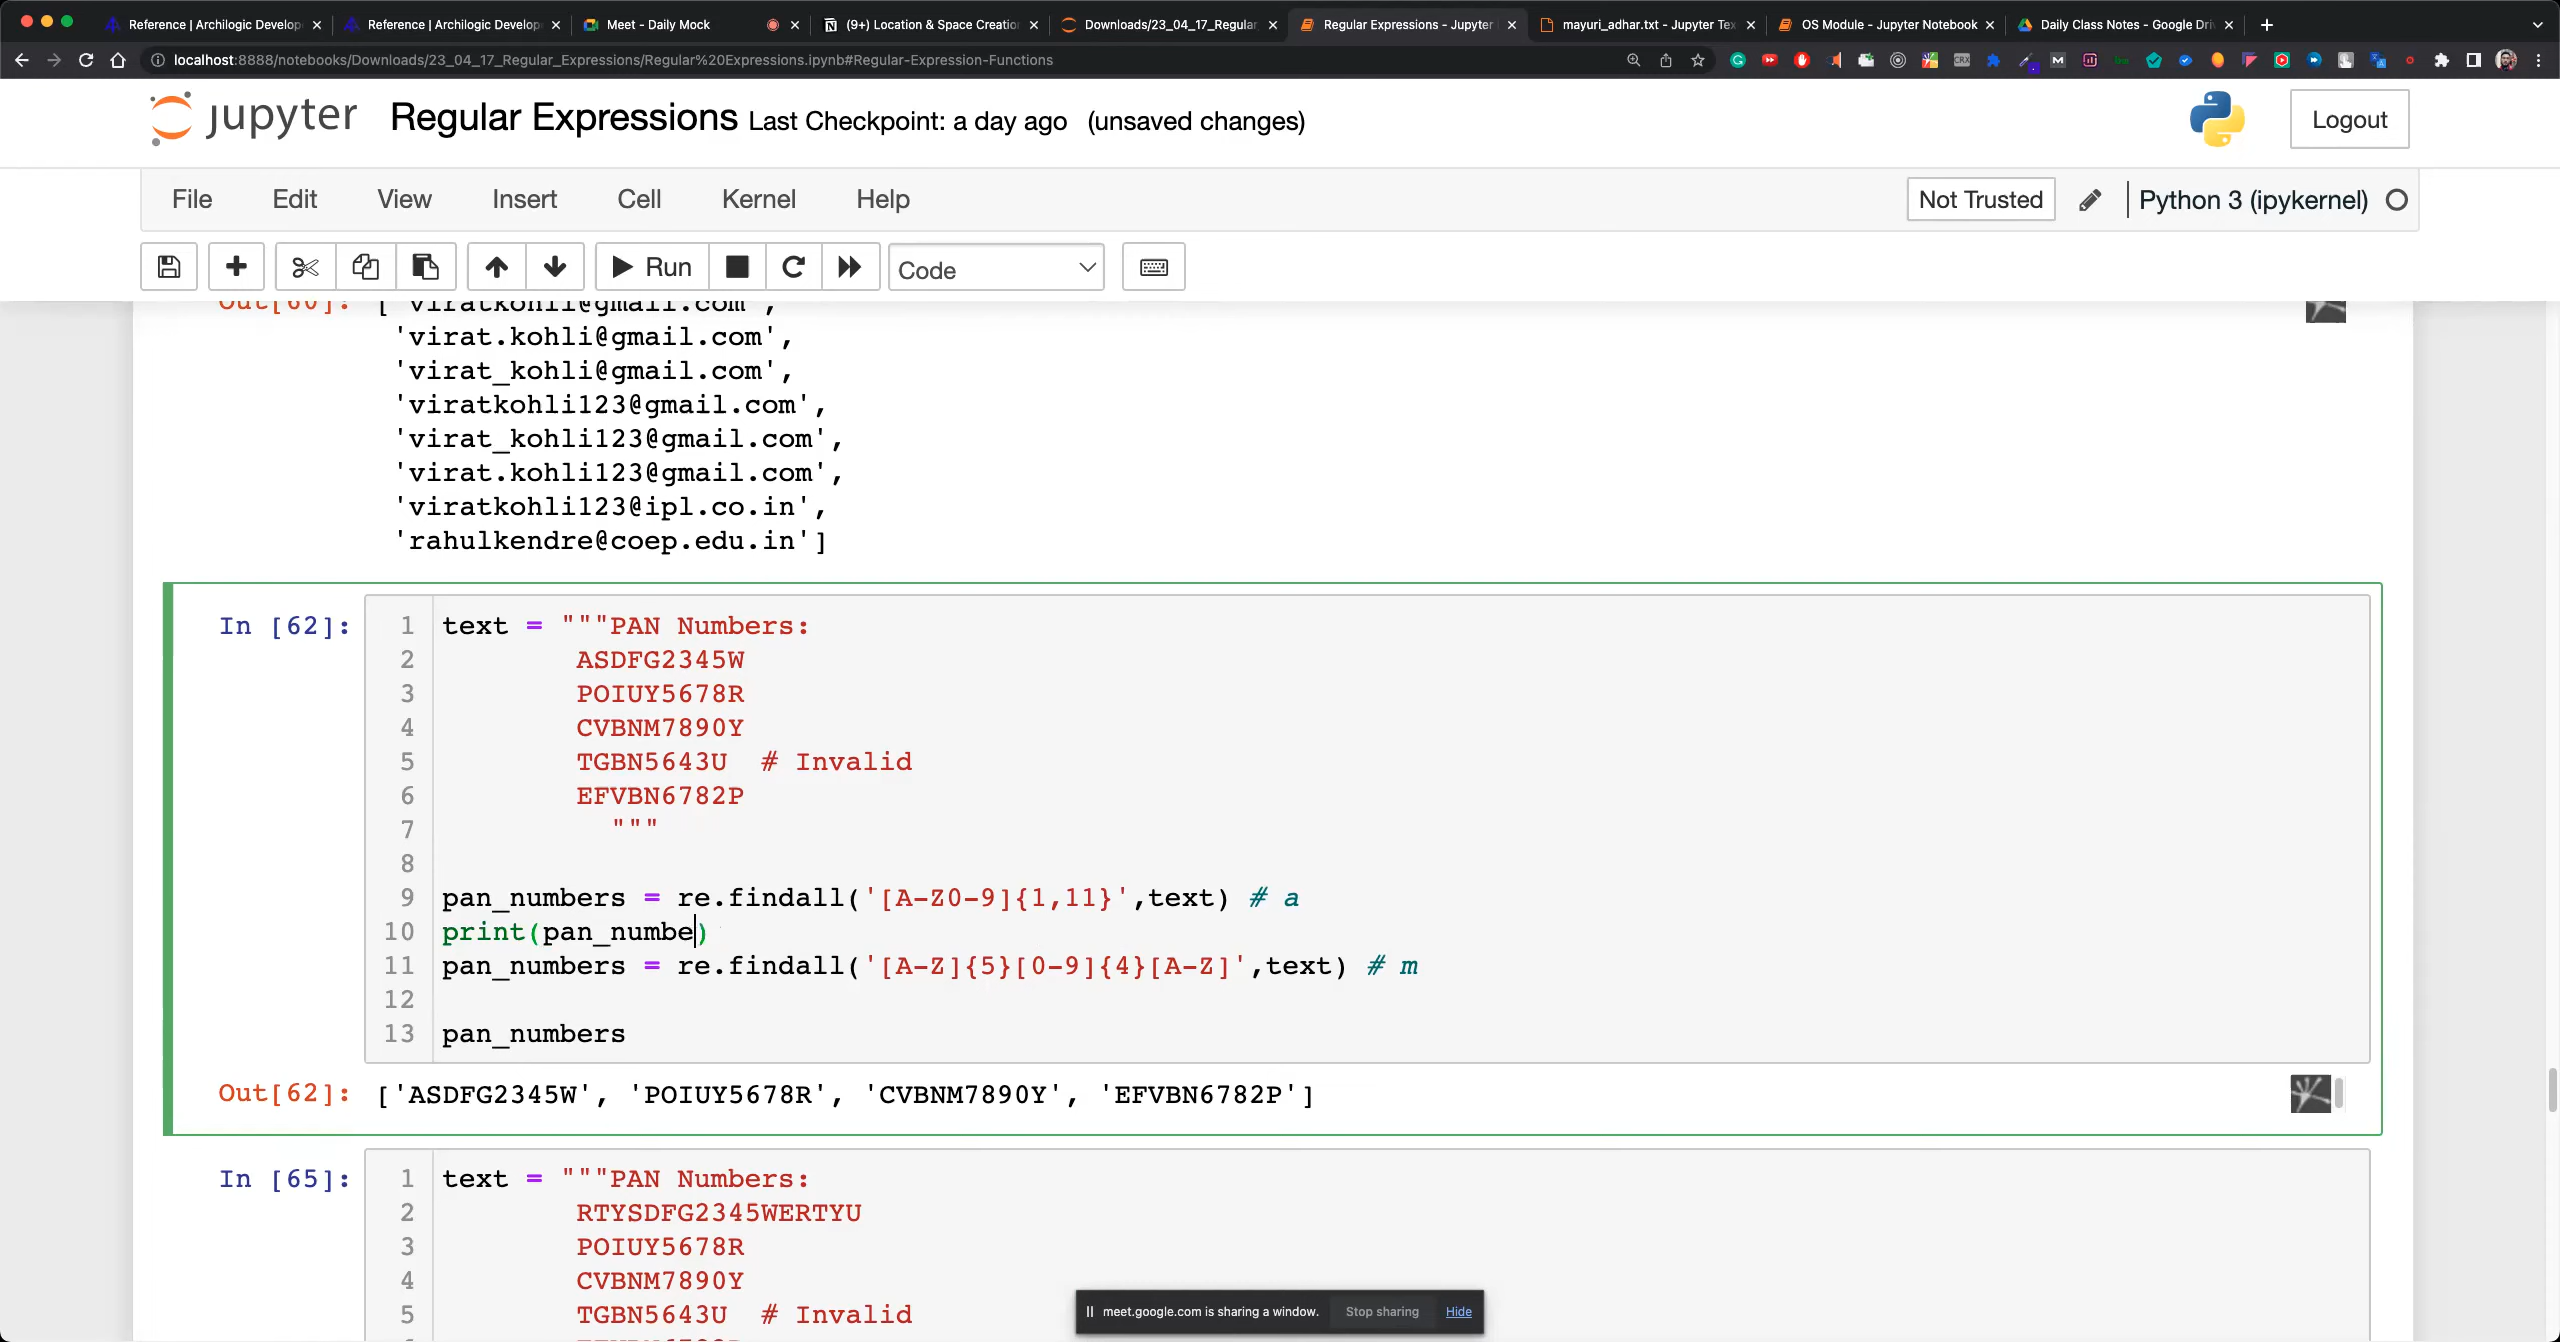 Reference | Archilogic Develop
Reference | Archilogic Develop
Meet - Daily Mock
(9+) Location & Space Creation
Downloads/23_04_17_Regular
Regular Expressions - Jupyter
mayuri_adhar.txt - Jupyter Tex
OS Module - Jupyter Notebook
Daily Class Notes - Google Dri
localhost:8888/notebooks/Downloads/23_04_17_Regular_Expressions/Regular%20Expressions.ipynb#Regular-Expression-Functions
jupyter Regular Expressions Last Checkpoint: a day ago (unsaved changes)
Logout
File Edit View Insert Cell Kernel Help
Not Trusted
Python 3 (ipykernel)
Run
Code
Out[60]: ['viratkohli@gmail.com',
'virat.kohli@gmail.com',
'virat_kohli@gmail.com',
'viratkohli123@gmail.com',
'virat_kohli123@gmail.com',
'virat.kohli123@gmail.com',
'viratkohli123@ipl.co.in',
'rahulkendre@coep.edu.in']
In [62]: 1 text = """PAN Numbers:
2 ASDFG2345W
3 POIUY5678R
4 CVBNM7890Y
5 TGBN5643U # Invalid
6 EFVBN6782P
7 """
8
9 pan_numbers = re.findall('[A-Z0-9]{1,11}',text) # a
10 print(pan_numbe)
11 pan_numbers = re.findall('[A-Z]{5}[0-9]{4}[A-Z]',text) # m
12
13 pan_numbers
Out[62]: ['ASDFG2345W', 'POIUY5678R', 'CVBNM7890Y', 'EFVBN6782P']
In [65]: 1 text = """PAN Numbers:
2 RTYSDFG2345WERTYU
3 POIUY5678R
4 CVBNM7890Y
5 TGBN5643U # Invalid
meet.google.com is sharing a window. Stop sharing Hide